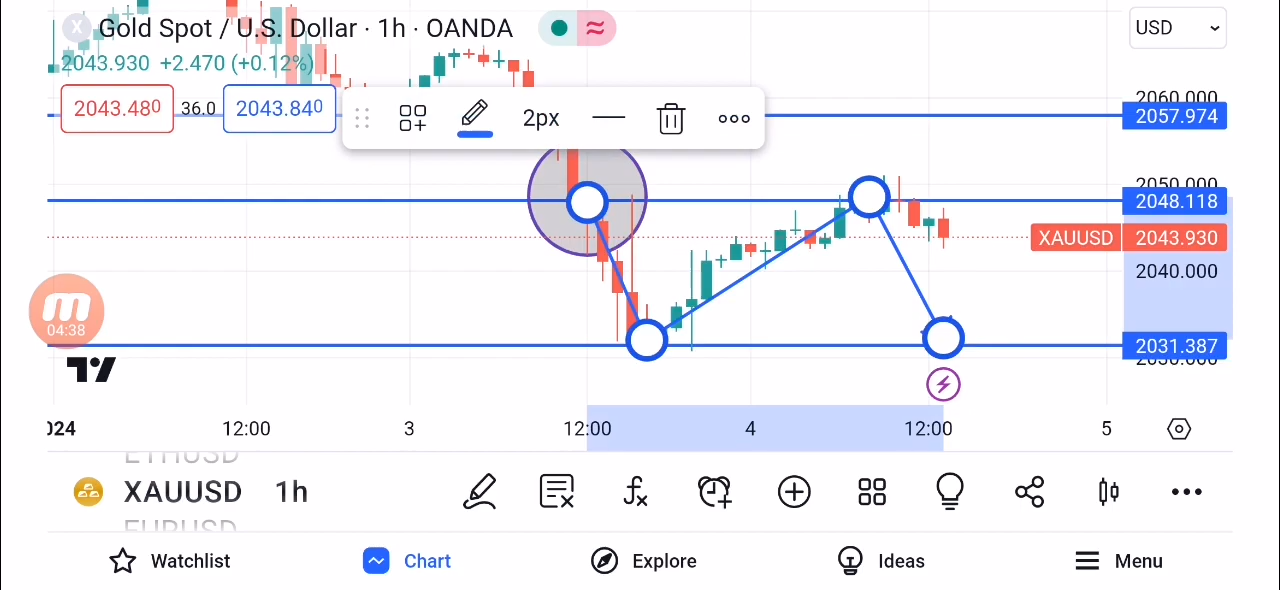 X Gold Spot / U.S. Dollar · 1h · OANDA
USD
2043.930 +2.470 (+0.12%)
2043.480 36.0 2043.840
2px
2060.000
2057.974
2050.000
2048.118
XAUUSD 2043.930
2040.000
04:38
2031.387
2030.000
2024 12:00 3 12:00 4 12:00 5
ETHUSD
XAUUSD 1h
EURUSD
Watchlist Chart Explore Ideas Menu